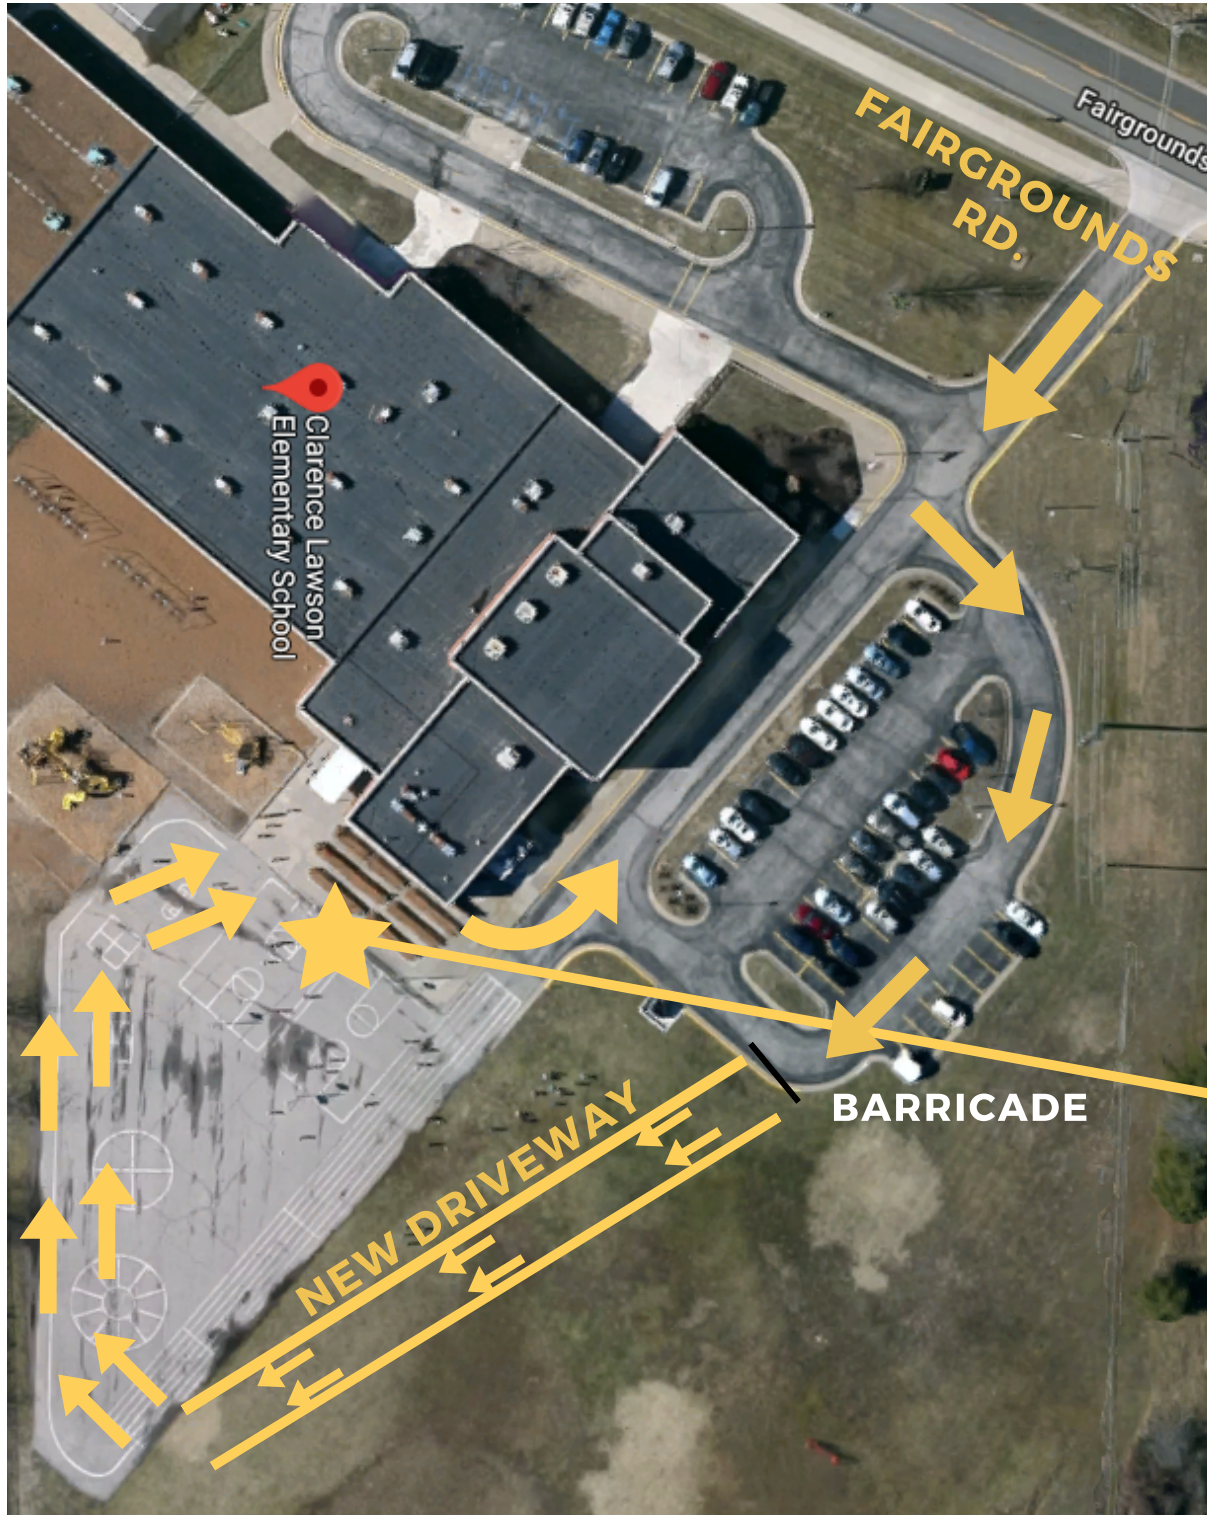 Fairgrounds
FAIRGROUNDS
RD.
Clarence Lawson
Elementary School
BARRICADE
NEW DRIVEWAY